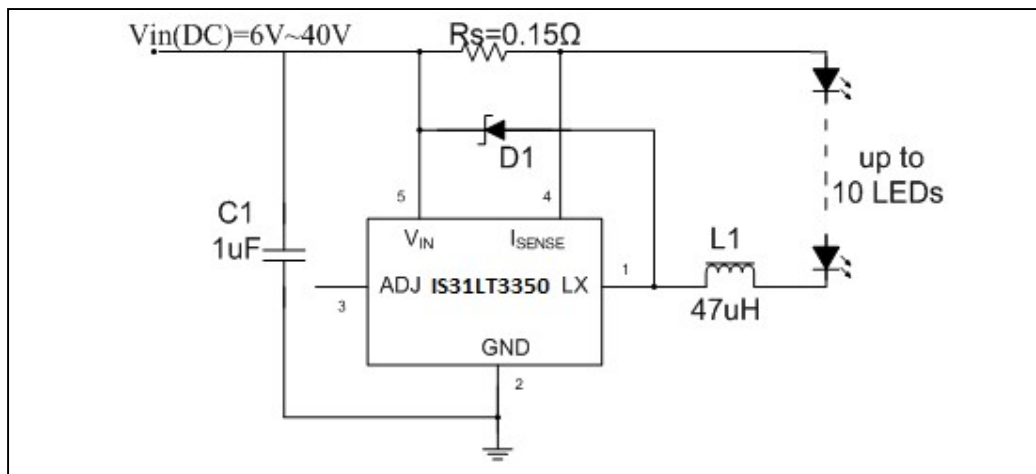 Vin(DC)=6V~40V
Rs=0.15Ω
D1
up to
10 LEDs
5
4
C1
1uF
VIN
ISENSE
L1
1
ADJ IS31LT3350 LX
3
47uH
GND
2